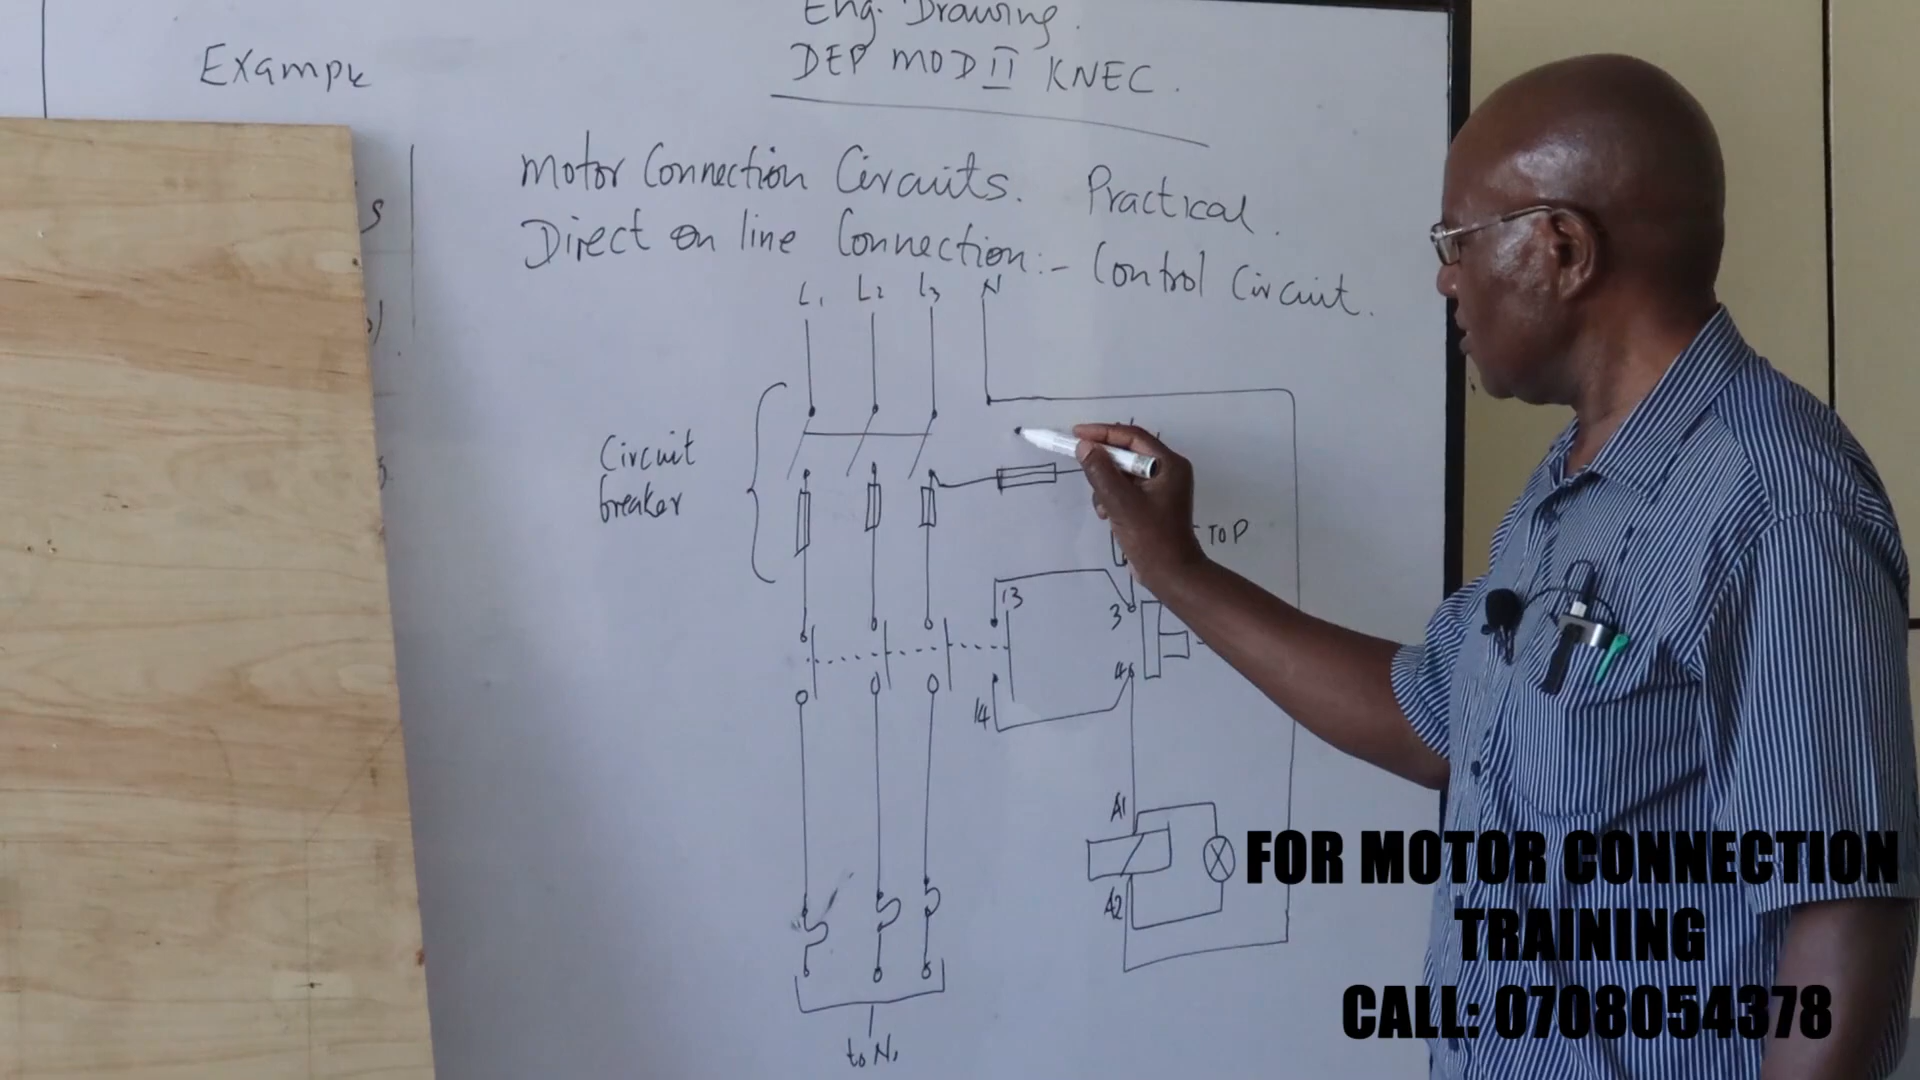 Eng. Drawing.
DEP MOD II KNEC.
Example
Motor Connection Circuits. Practical.
Direct on line Connection:- Control Circuit.
L1 L2 L3 N
Circuit
breaker
TOP
13
3
4
14
A1
A2
to N1
FOR MOTOR CONNECTION
TRAINING
CALL: 0708054378